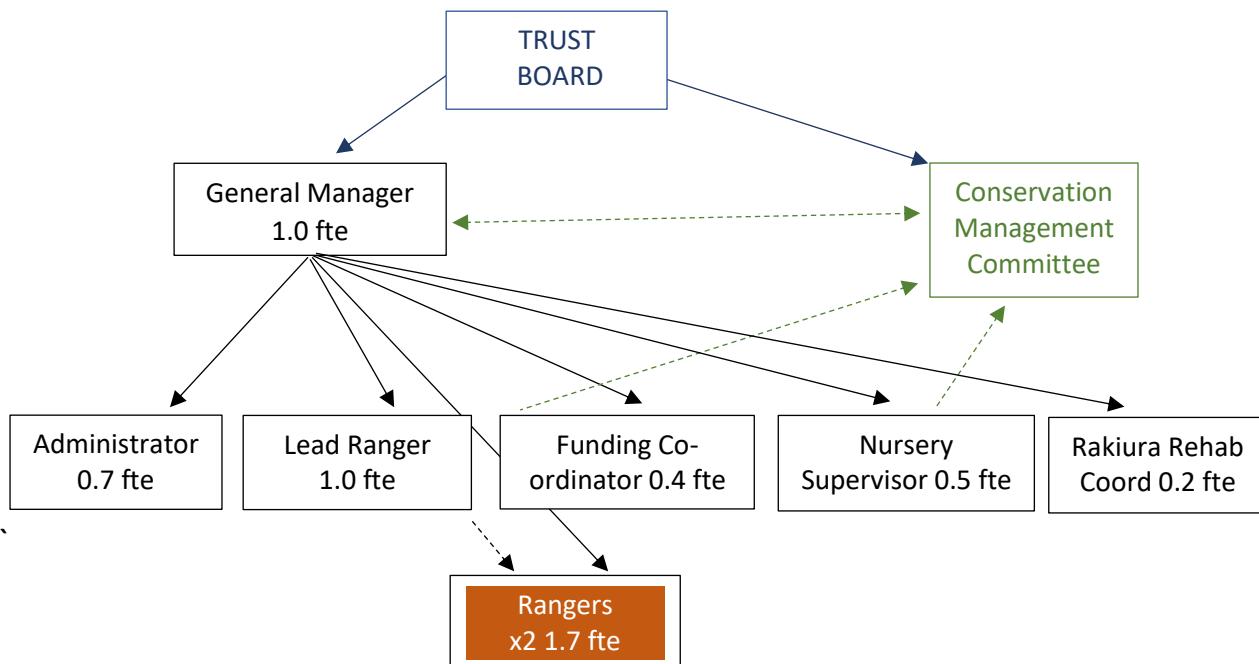 TRUST
BOARD
General Manager
1.0 fte
Conservation
Management
Committee
Administrator
0.7 fte
Lead Ranger
1.0 fte
Funding Co-
ordinator 0.4 fte
Nursery
Supervisor 0.5 fte
Rakiura Rehab
Coord 0.2 fte
`
Rangers
x2 1.7 fte